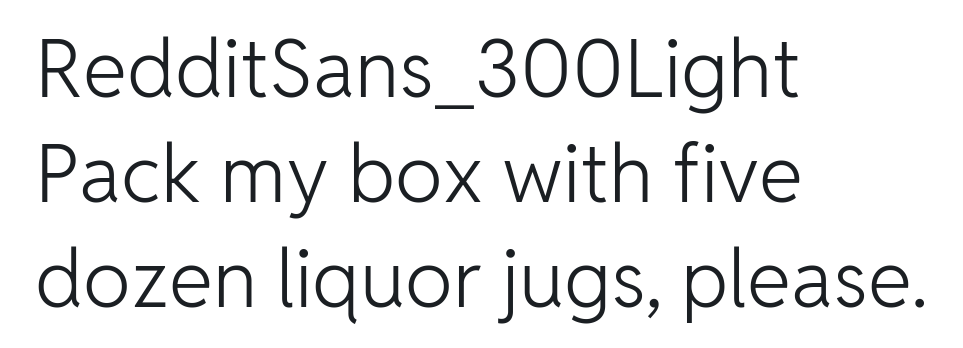 RedditSans_300Light
Pack my box with five
dozen liquor jugs, please.